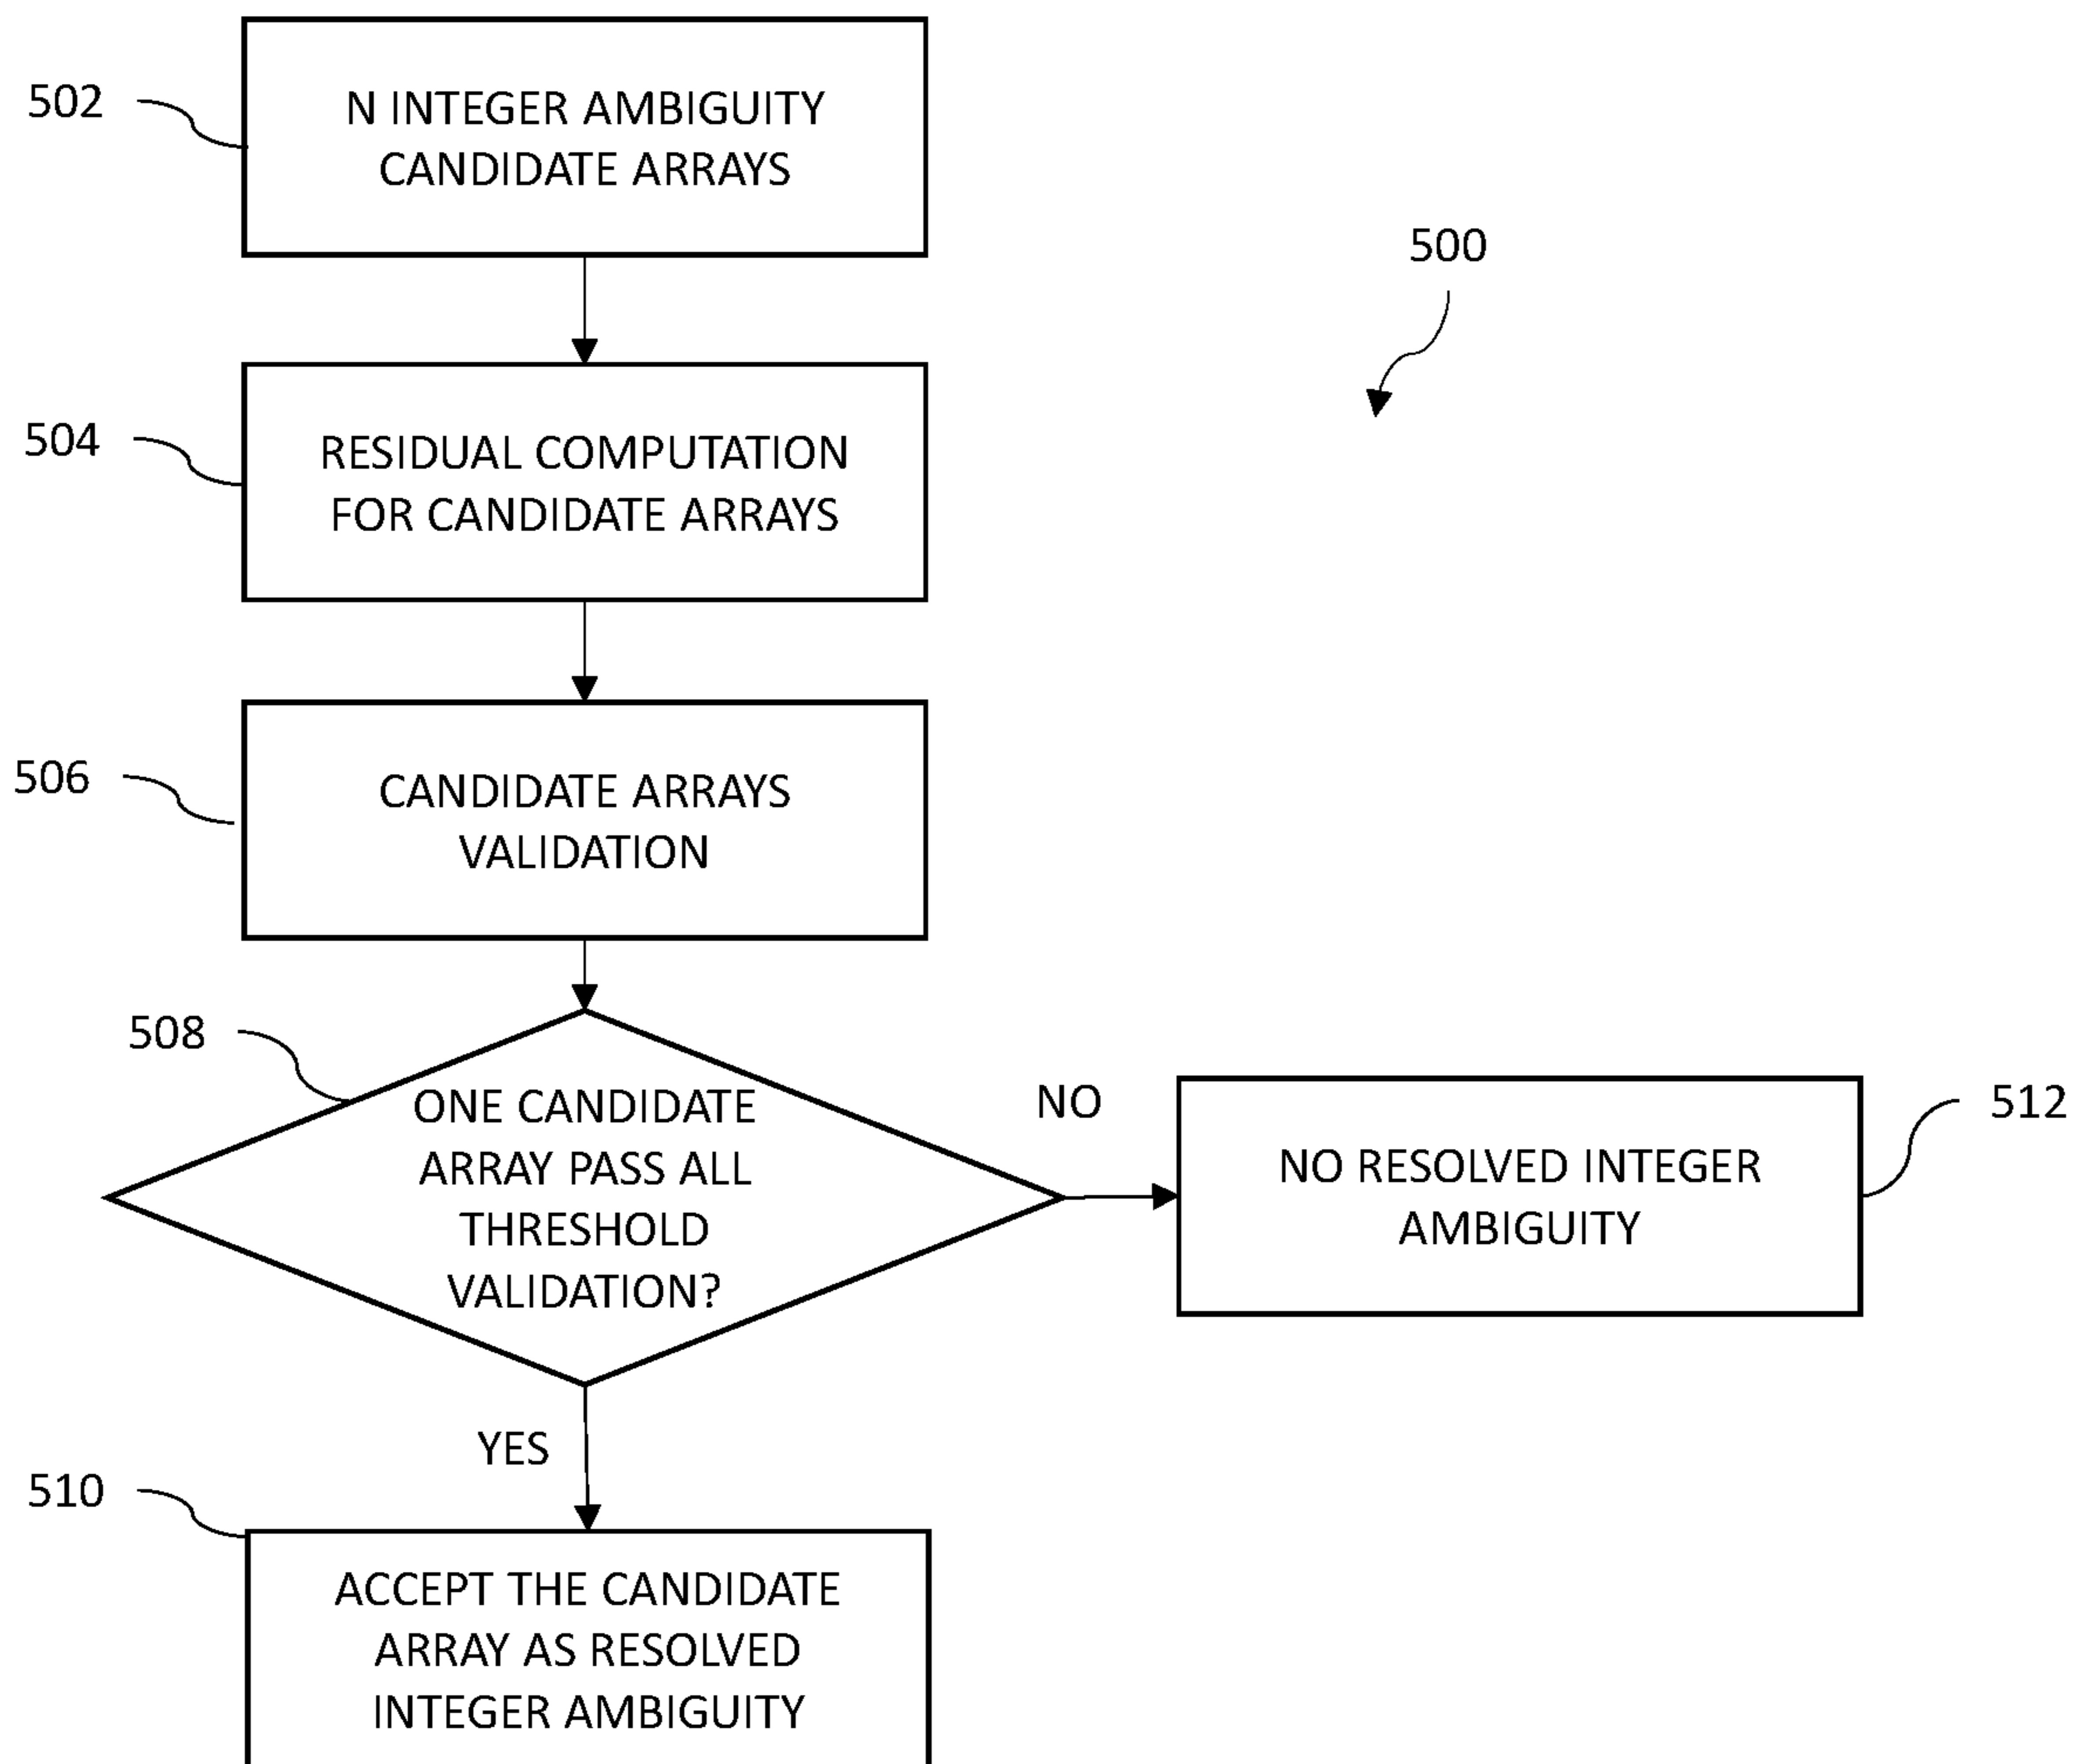 502
N INTEGER AMBIGUITY
CANDIDATE ARRAYS
500
504
RESIDUAL COMPUTATION
FOR CANDIDATE ARRAYS
506
CANDIDATE ARRAYS
VALIDATION
508
ONE CANDIDATE
ARRAY PASS ALL
THRESHOLD
VALIDATION?
NO
NO RESOLVED INTEGER
AMBIGUITY
512
YES
510
ACCEPT THE CANDIDATE
ARRAY AS RESOLVED
INTEGER AMBIGUITY